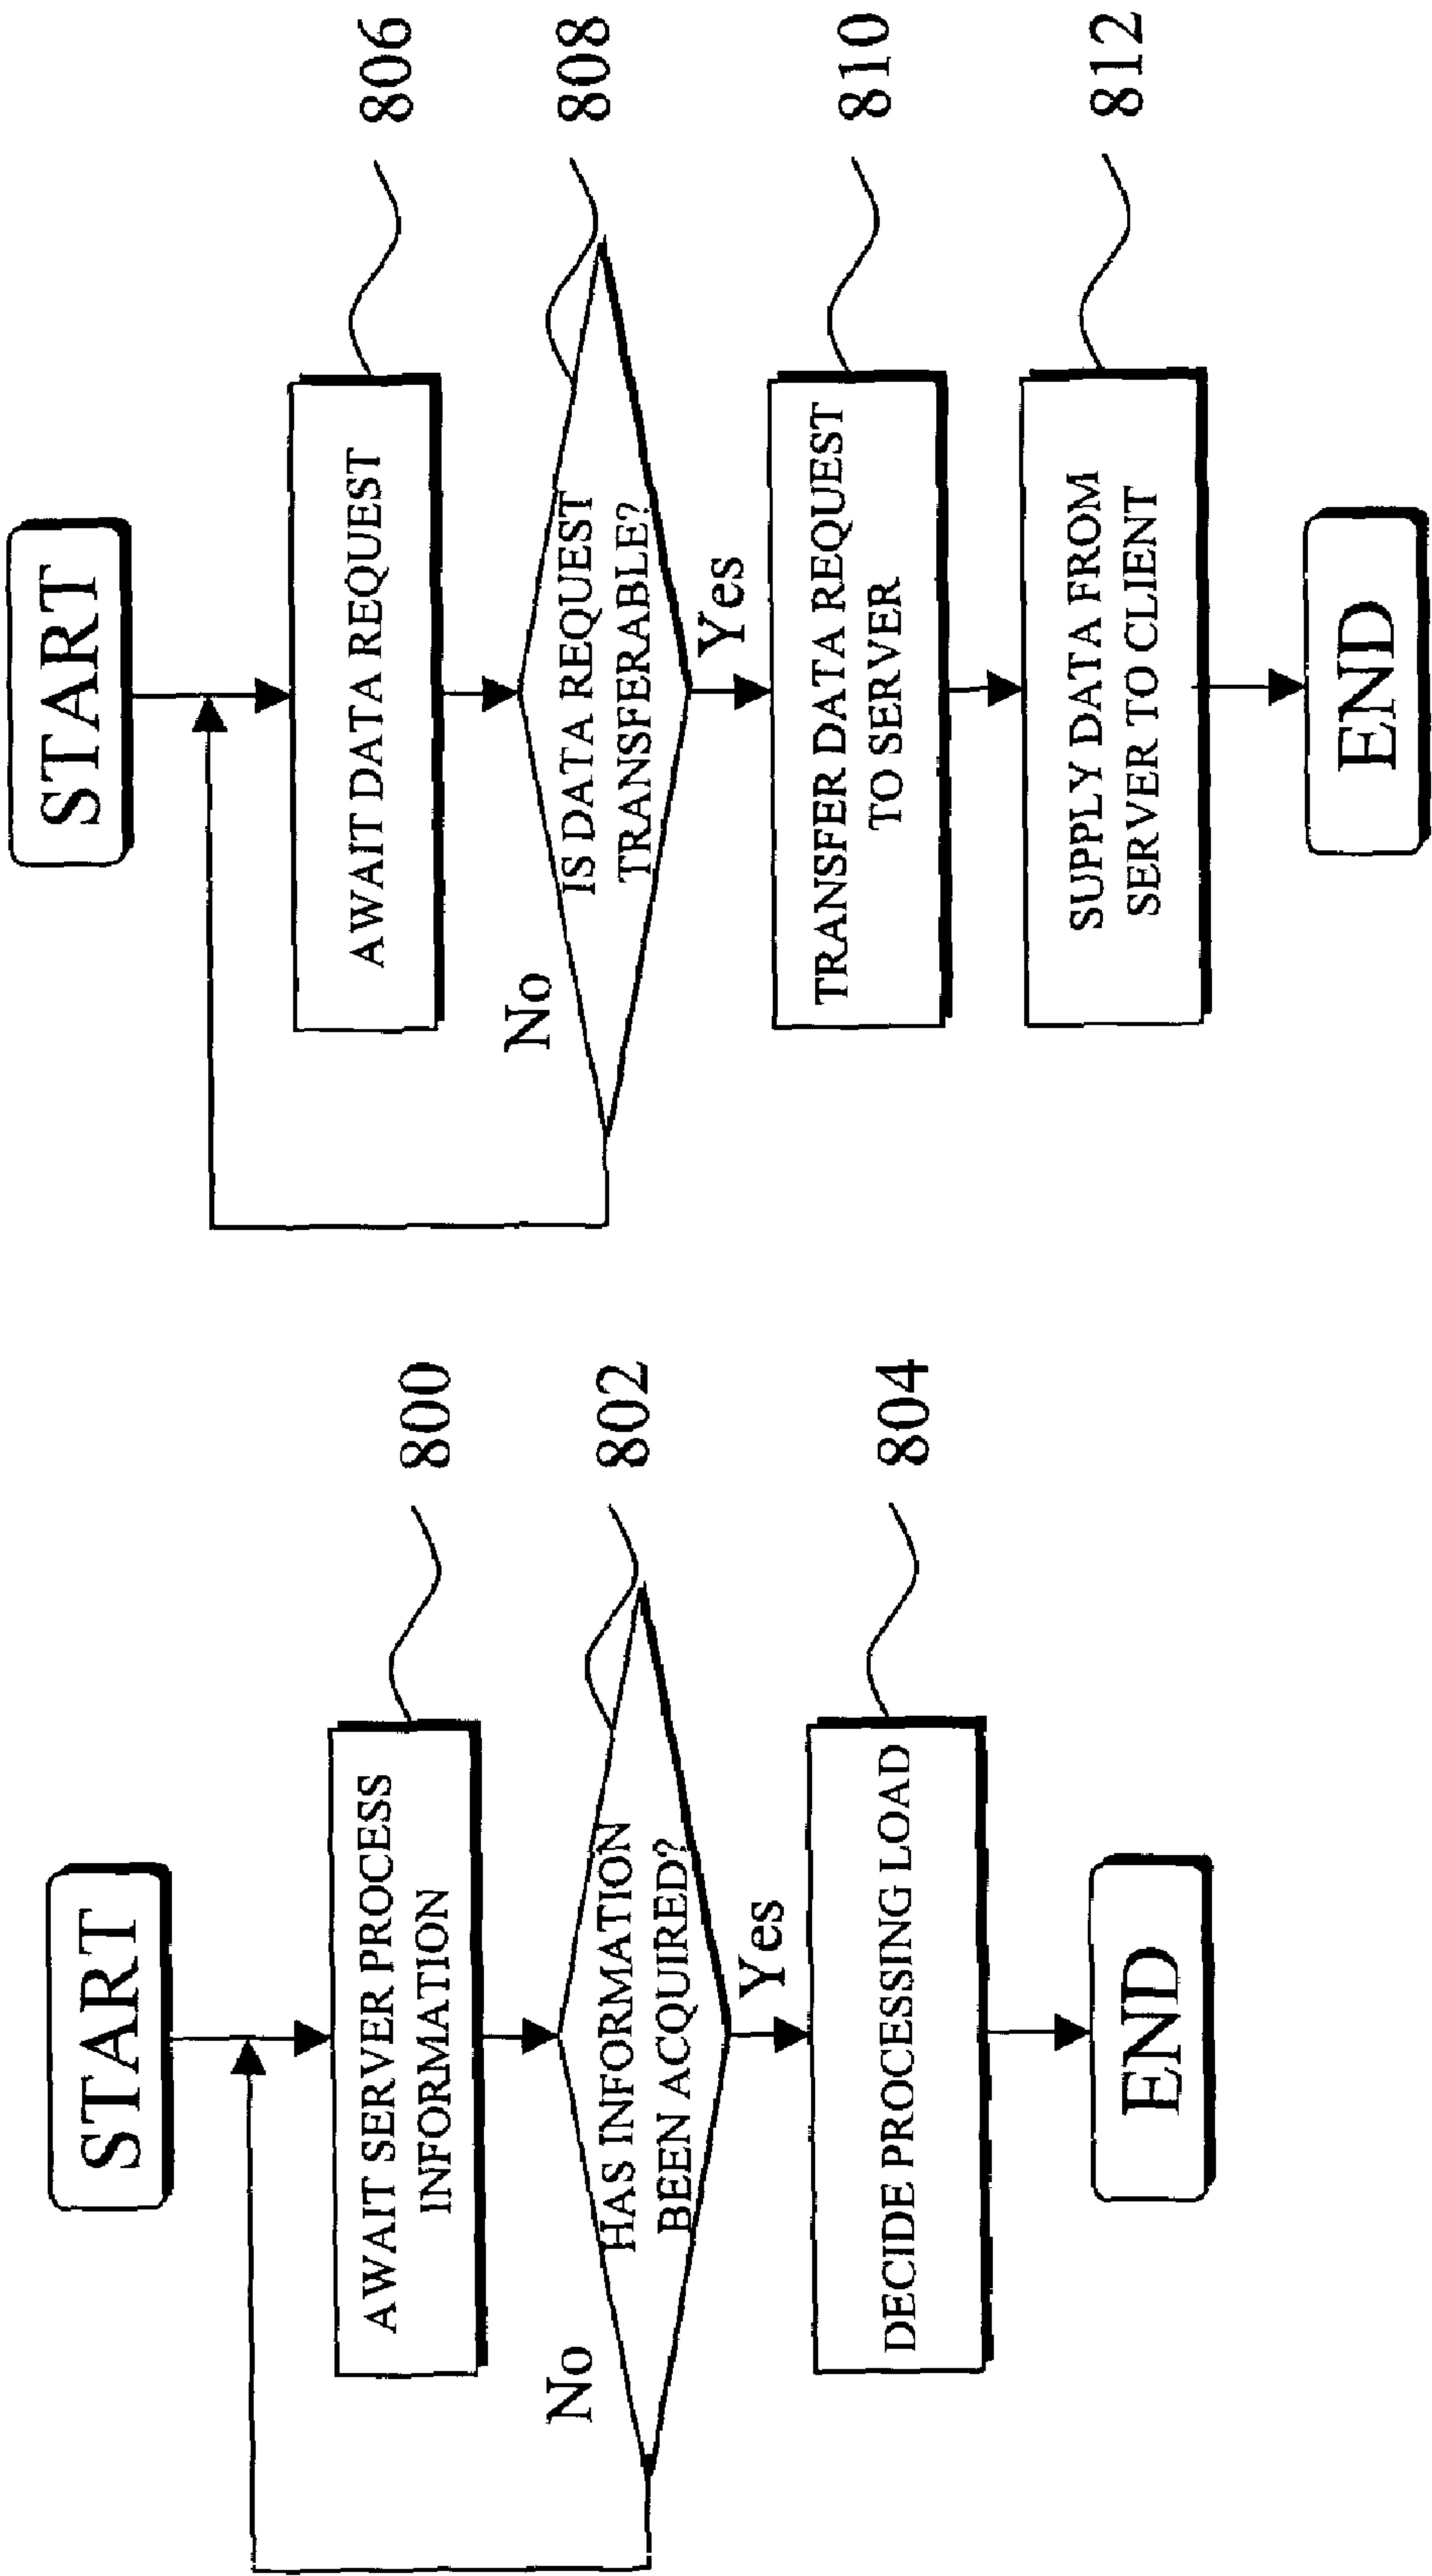 START
AWAIT SERVER PROCESS
INFORMATION
800
HAS INFORMATION
BEEN ACQUIRED?
802
No
Yes
DECIDE PROCESSING LOAD
804
END
START
AWAIT DATA REQUEST
806
IS DATA REQUEST
TRANSFERABLE?
808
No
Yes
TRANSFER DATA REQUEST
TO SERVER
810
SUPPLY DATA FROM
SERVER TO CLIENT
812
END